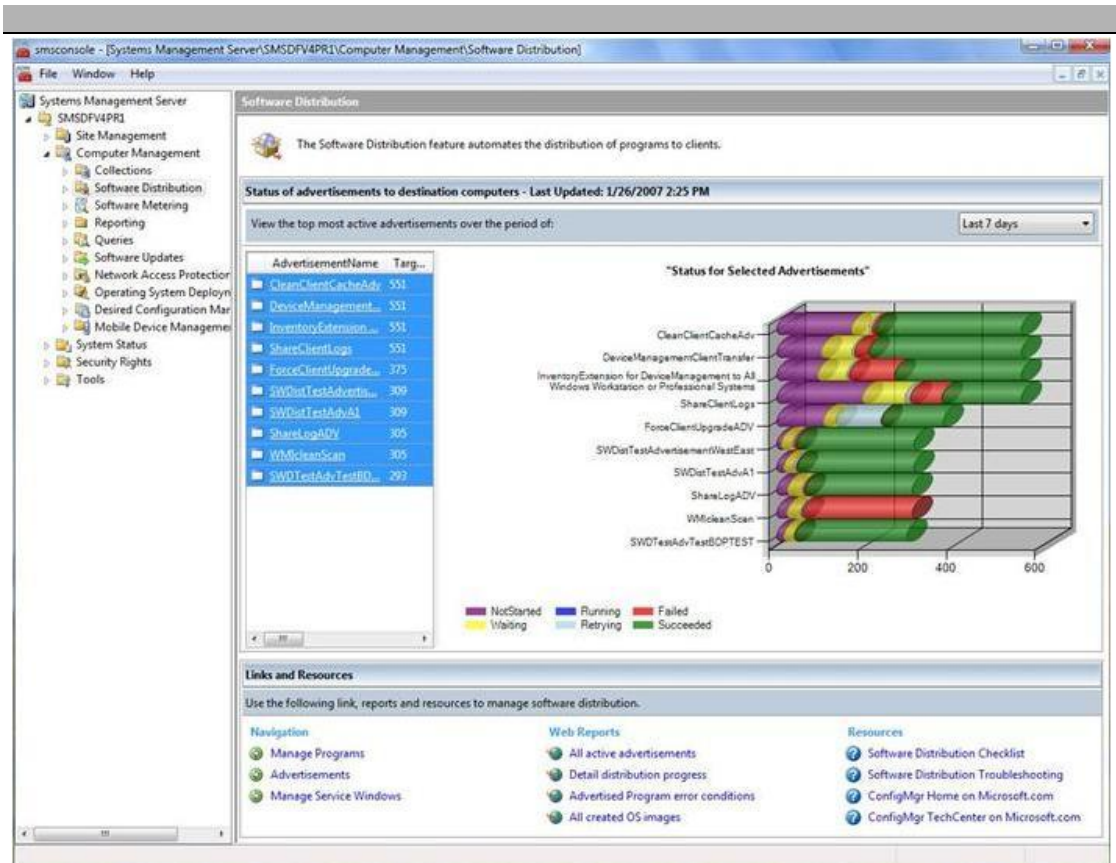 smsconsole - [Systems Management Server\SMSDFV4PR1\Computer Management\Software Distribution]
File Window Help
Systems Management Server
SMSDFV4PR1
Site Management
Computer Management
Collections
Software Distribution
Software Metering
Reporting
Queries
Software Updates
Network Access Protection
Operating System Deployn
Desired Configuration Mar
Mobile Device Managemei
System Status
Security Rights
Tools
Software Distribution
The Software Distribution feature automates the distribution of programs to clients.
Status of advertisements to destination computers - Last Updated: 1/26/2007 2:25 PM
View the top most active advertisements over the period of:
Last 7 days
AdvertisementName Targ...
CleanClientCacheAdv 551
DeviceManagement... 551
InventoryExtension ... 551
ShareClientLogs 551
ForceClientUpgrade... 375
SWDistTestAdvertis... 309
SWDistTestAdvA1 309
ShareLogADV 305
WMIcleanScan 305
SWDTestAdvTestBD... 293
"Status for Selected Advertisements"
CleanClientCacheAdv
DeviceManagementClientTransfer
InventoryExtension for DeviceManagement to All
Windows Workstation or Professional Systems
ShareClientLogs
ForceClientUpgradeADV
SWDistTestAdvertisementWestEast
SWDistTestAdvA1
ShareLogADV
WMIcleanScan
SWDTestAdvTestBDPTEST
0 200 400 600
NotStarted Running Failed
Waiting Retrying Succeeded
Links and Resources
Use the following link, reports and resources to manage software distribution.
Navigation
Manage Programs
Advertisements
Manage Service Windows
Web Reports
All active advertisements
Detail distribution progress
Advertised Program error conditions
All created OS images
Resources
Software Distribution Checklist
Software Distribution Troubleshooting
ConfigMgr Home on Microsoft.com
ConfigMgr TechCenter on Microsoft.com